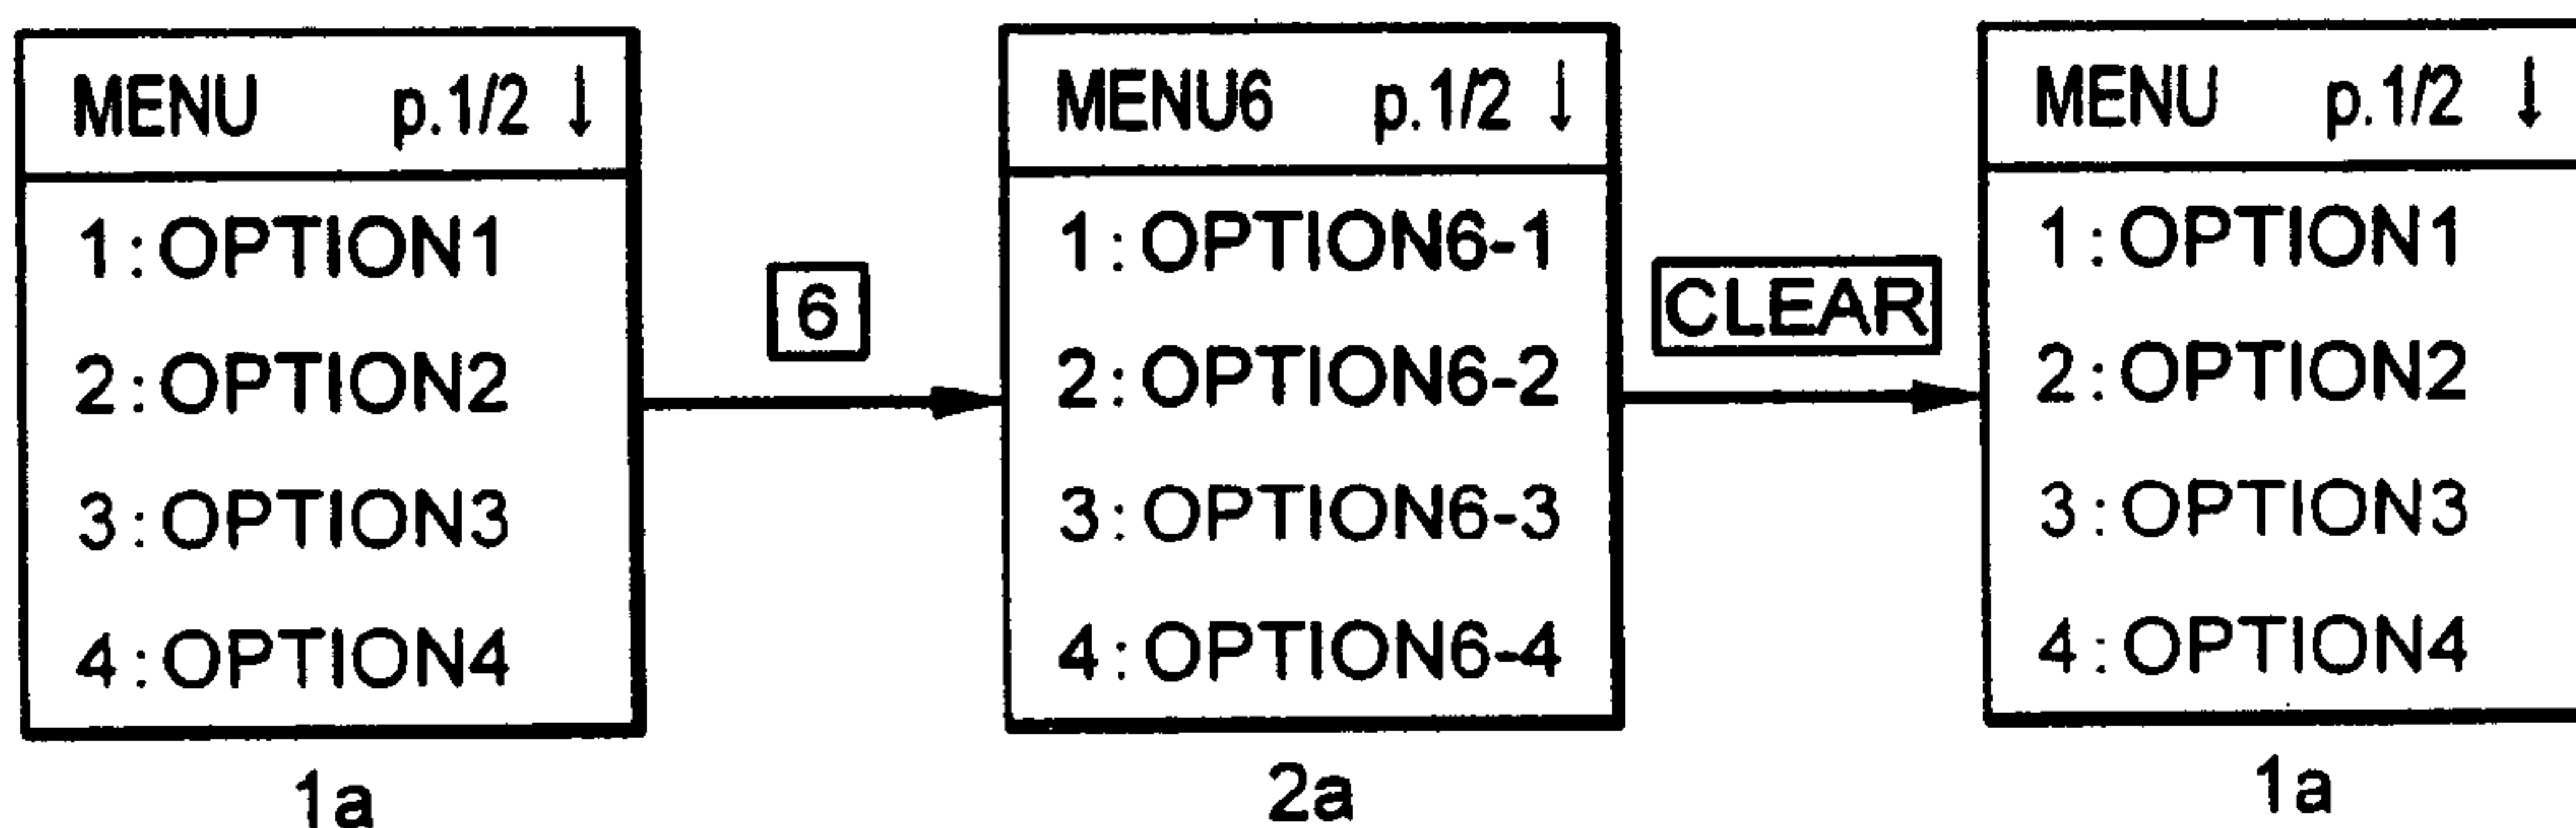 MENU p.1/2 ↓
1:OPTION1
2:OPTION2
3:OPTION3
4:OPTION4
1a
6
MENU6 p.1/2 ↓
1:OPTION6-1
2:OPTION6-2
3:OPTION6-3
4:OPTION6-4
2a
CLEAR
MENU p.1/2 ↓
1:OPTION1
2:OPTION2
3:OPTION3
4:OPTION4
1a